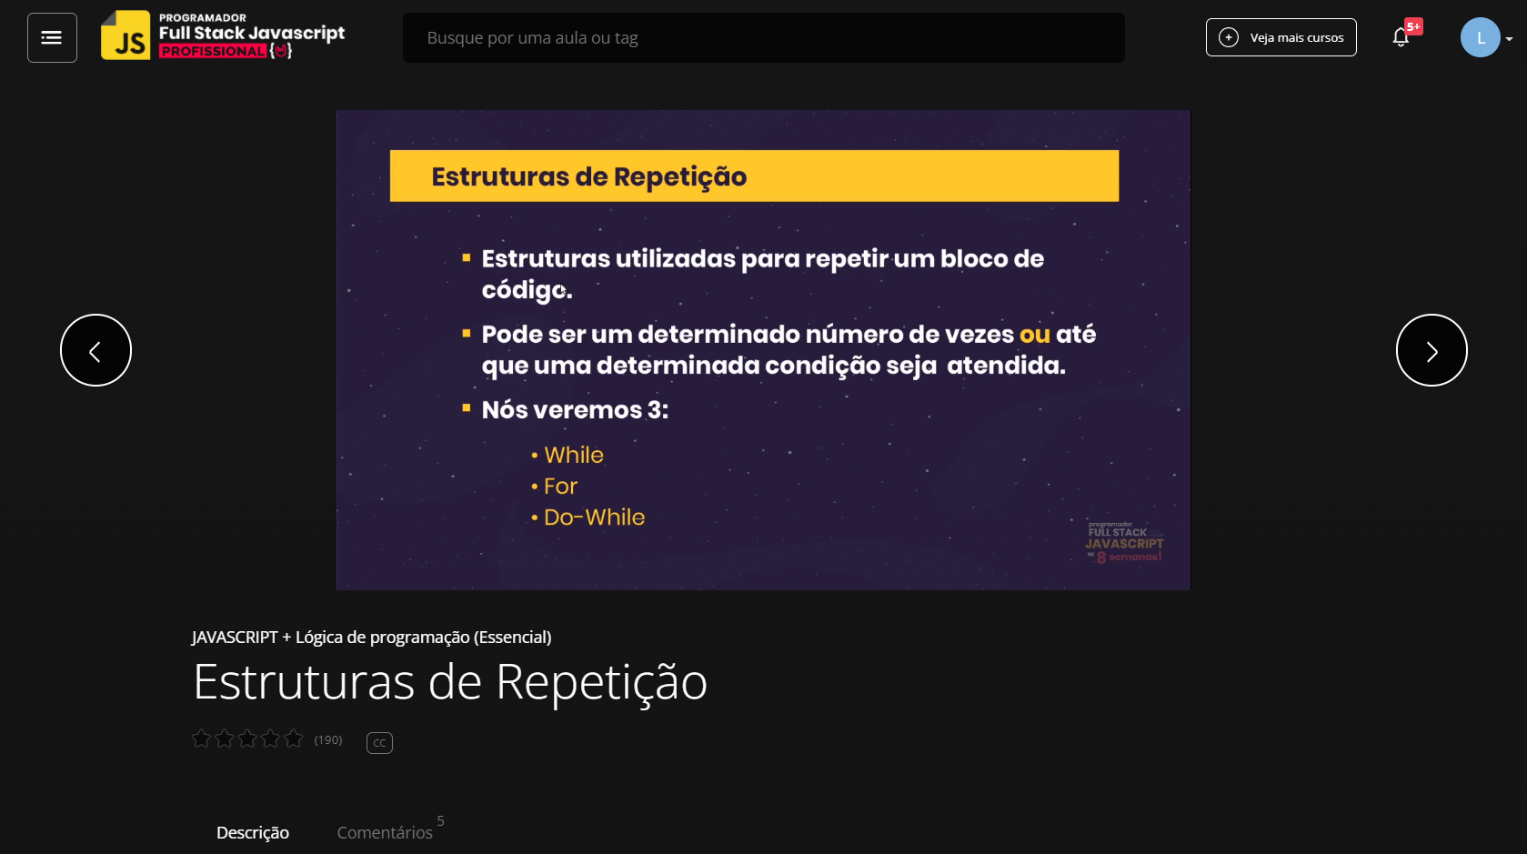 PROGRAMADOR
JS Full Stack Javascript
PROFISSIONAL
Busque por uma aula ou tag
Veja mais cursos
5+
L
Estruturas de Repetição
Estruturas utilizadas para repetir um bloco de
código.
Pode ser um determinado número de vezes ou até
que uma determinada condição seja atendida.
Nós veremos 3:
• While
• For
• Do-While
programador
FULL STACK
JAVASCRIPT
8 semanas!
JAVASCRIPT + Lógica de programação (Essencial)
Estruturas de Repetição
(190) CC
Descrição Comentários 5